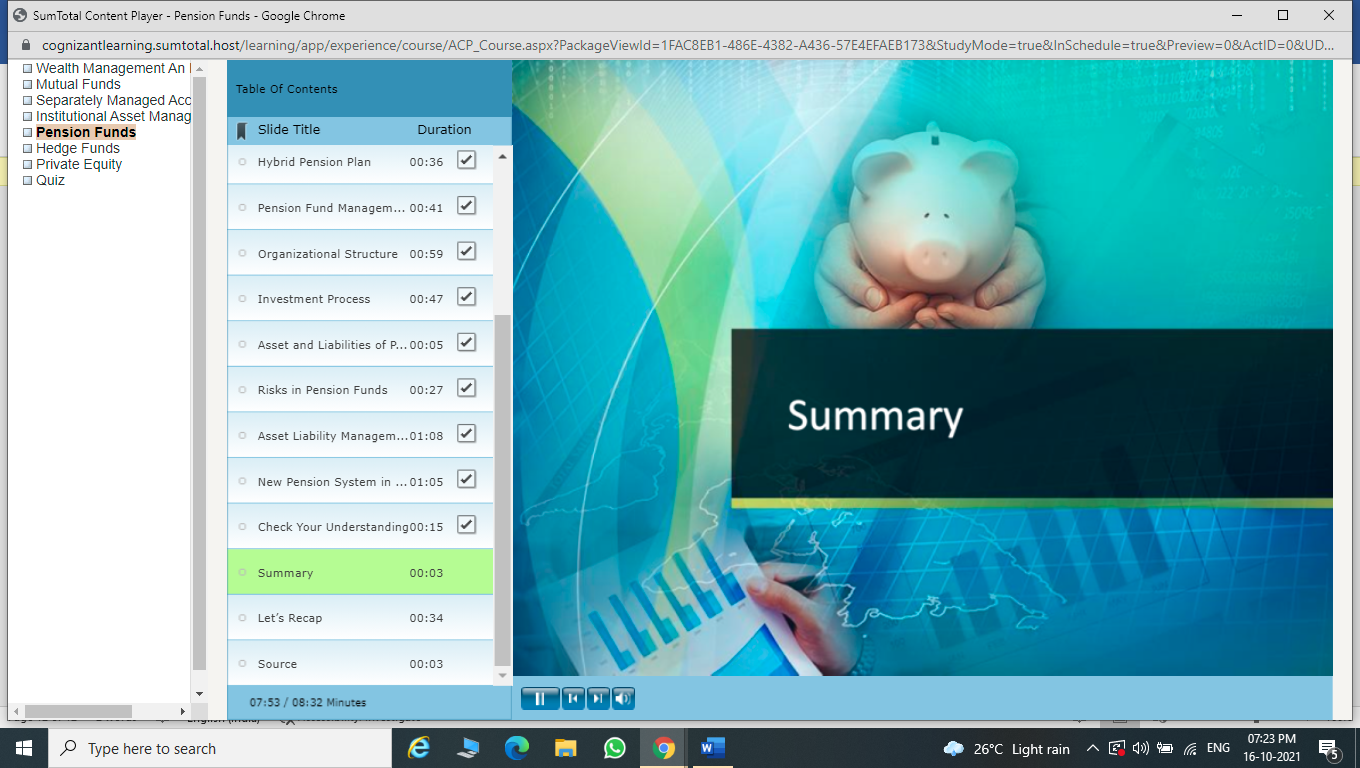 SumTotal Content Player - Pension Funds - Google Chrome
cognizantlearning.sumtotal.host/learning/app/experience/course/ACP_Course.aspx?PackageViewId=1FAC8EB1-486E-4382-A436-57E4EFAEB173&StudyMode=true&InSchedule=true&Preview=0&ActID=0&UD...
Wealth Management An
Mutual Funds
Separately Managed Acc
Institutional Asset Manag
Pension Funds
Hedge Funds
Private Equity
Quiz
Table Of Contents
Slide Title Duration
Hybrid Pension Plan 00:36
Pension Fund Managem... 00:41
Organizational Structure 00:59
Investment Process 00:47
Asset and Liabilities of P... 00:05
Risks in Pension Funds 00:27
Asset Liability Managem... 01:08
New Pension System in ... 01:05
Check Your Understanding 00:15
Summary 00:03
Let's Recap 00:34
Source 00:03
07:53 / 08:32 Minutes
Summary
Type here to search
26°C Light rain
ENG
07:23 PM
16-10-2021
5